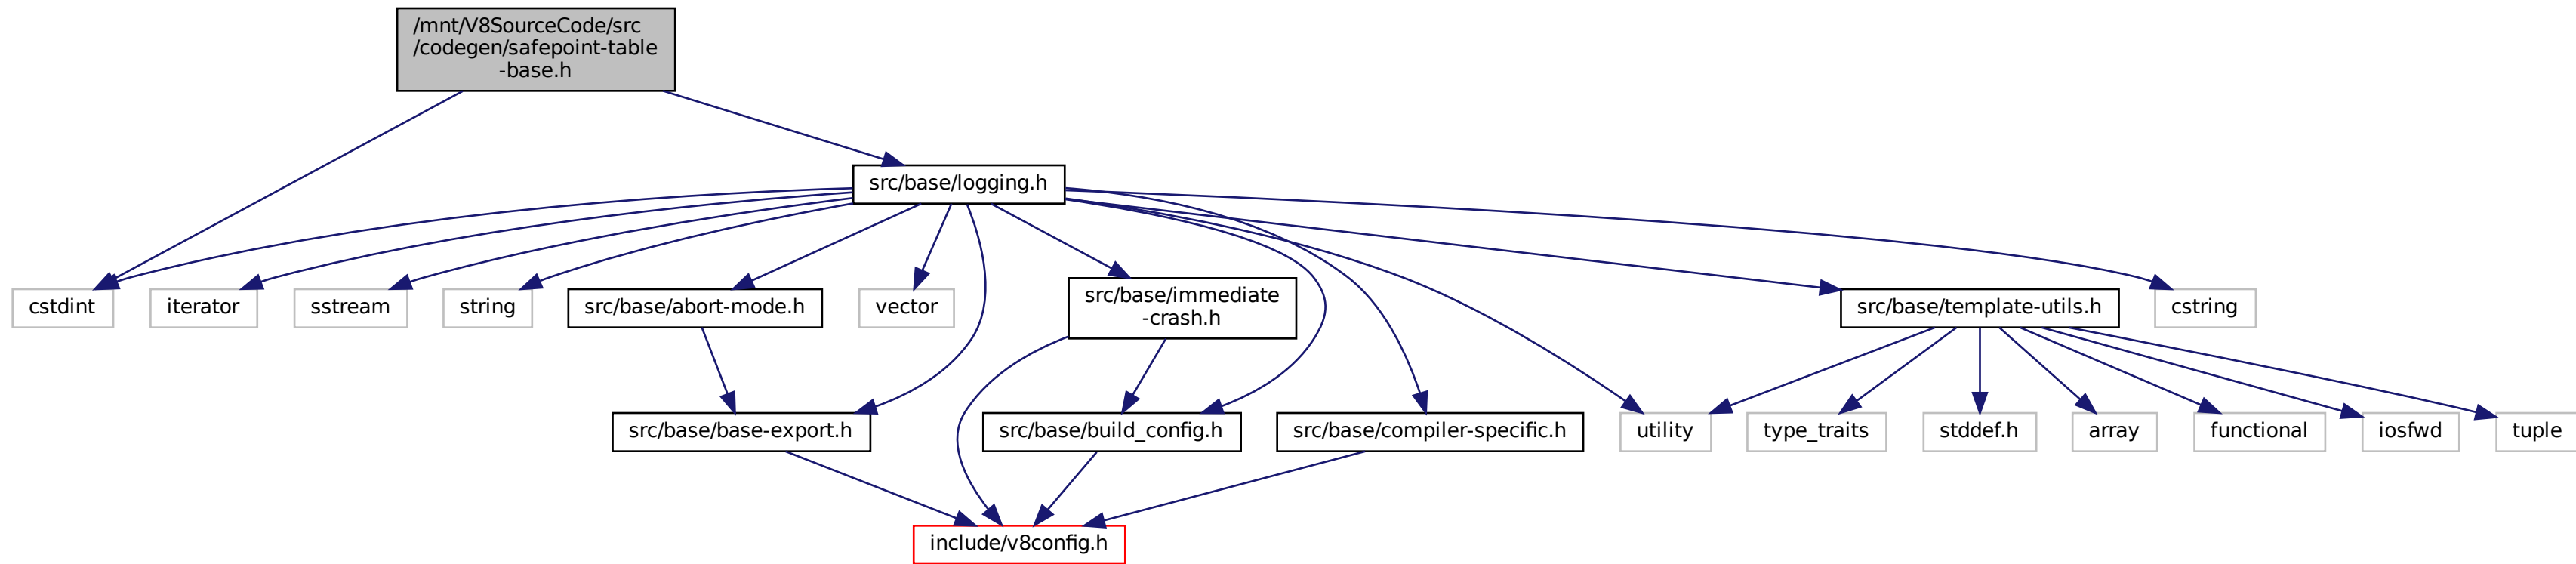 /mnt/V8SourceCode/src
/codegen/safepoint-table
-base.h
src/base/logging.h
cstdint
iterator
sstream
string
src/base/abort-mode.h
vector
src/base/immediate
-crash.h
src/base/template-utils.h
cstring
src/base/base-export.h
src/base/build_config.h
src/base/compiler-specific.h
utility
type_traits
stddef.h
array
functional
iosfwd
tuple
include/v8config.h